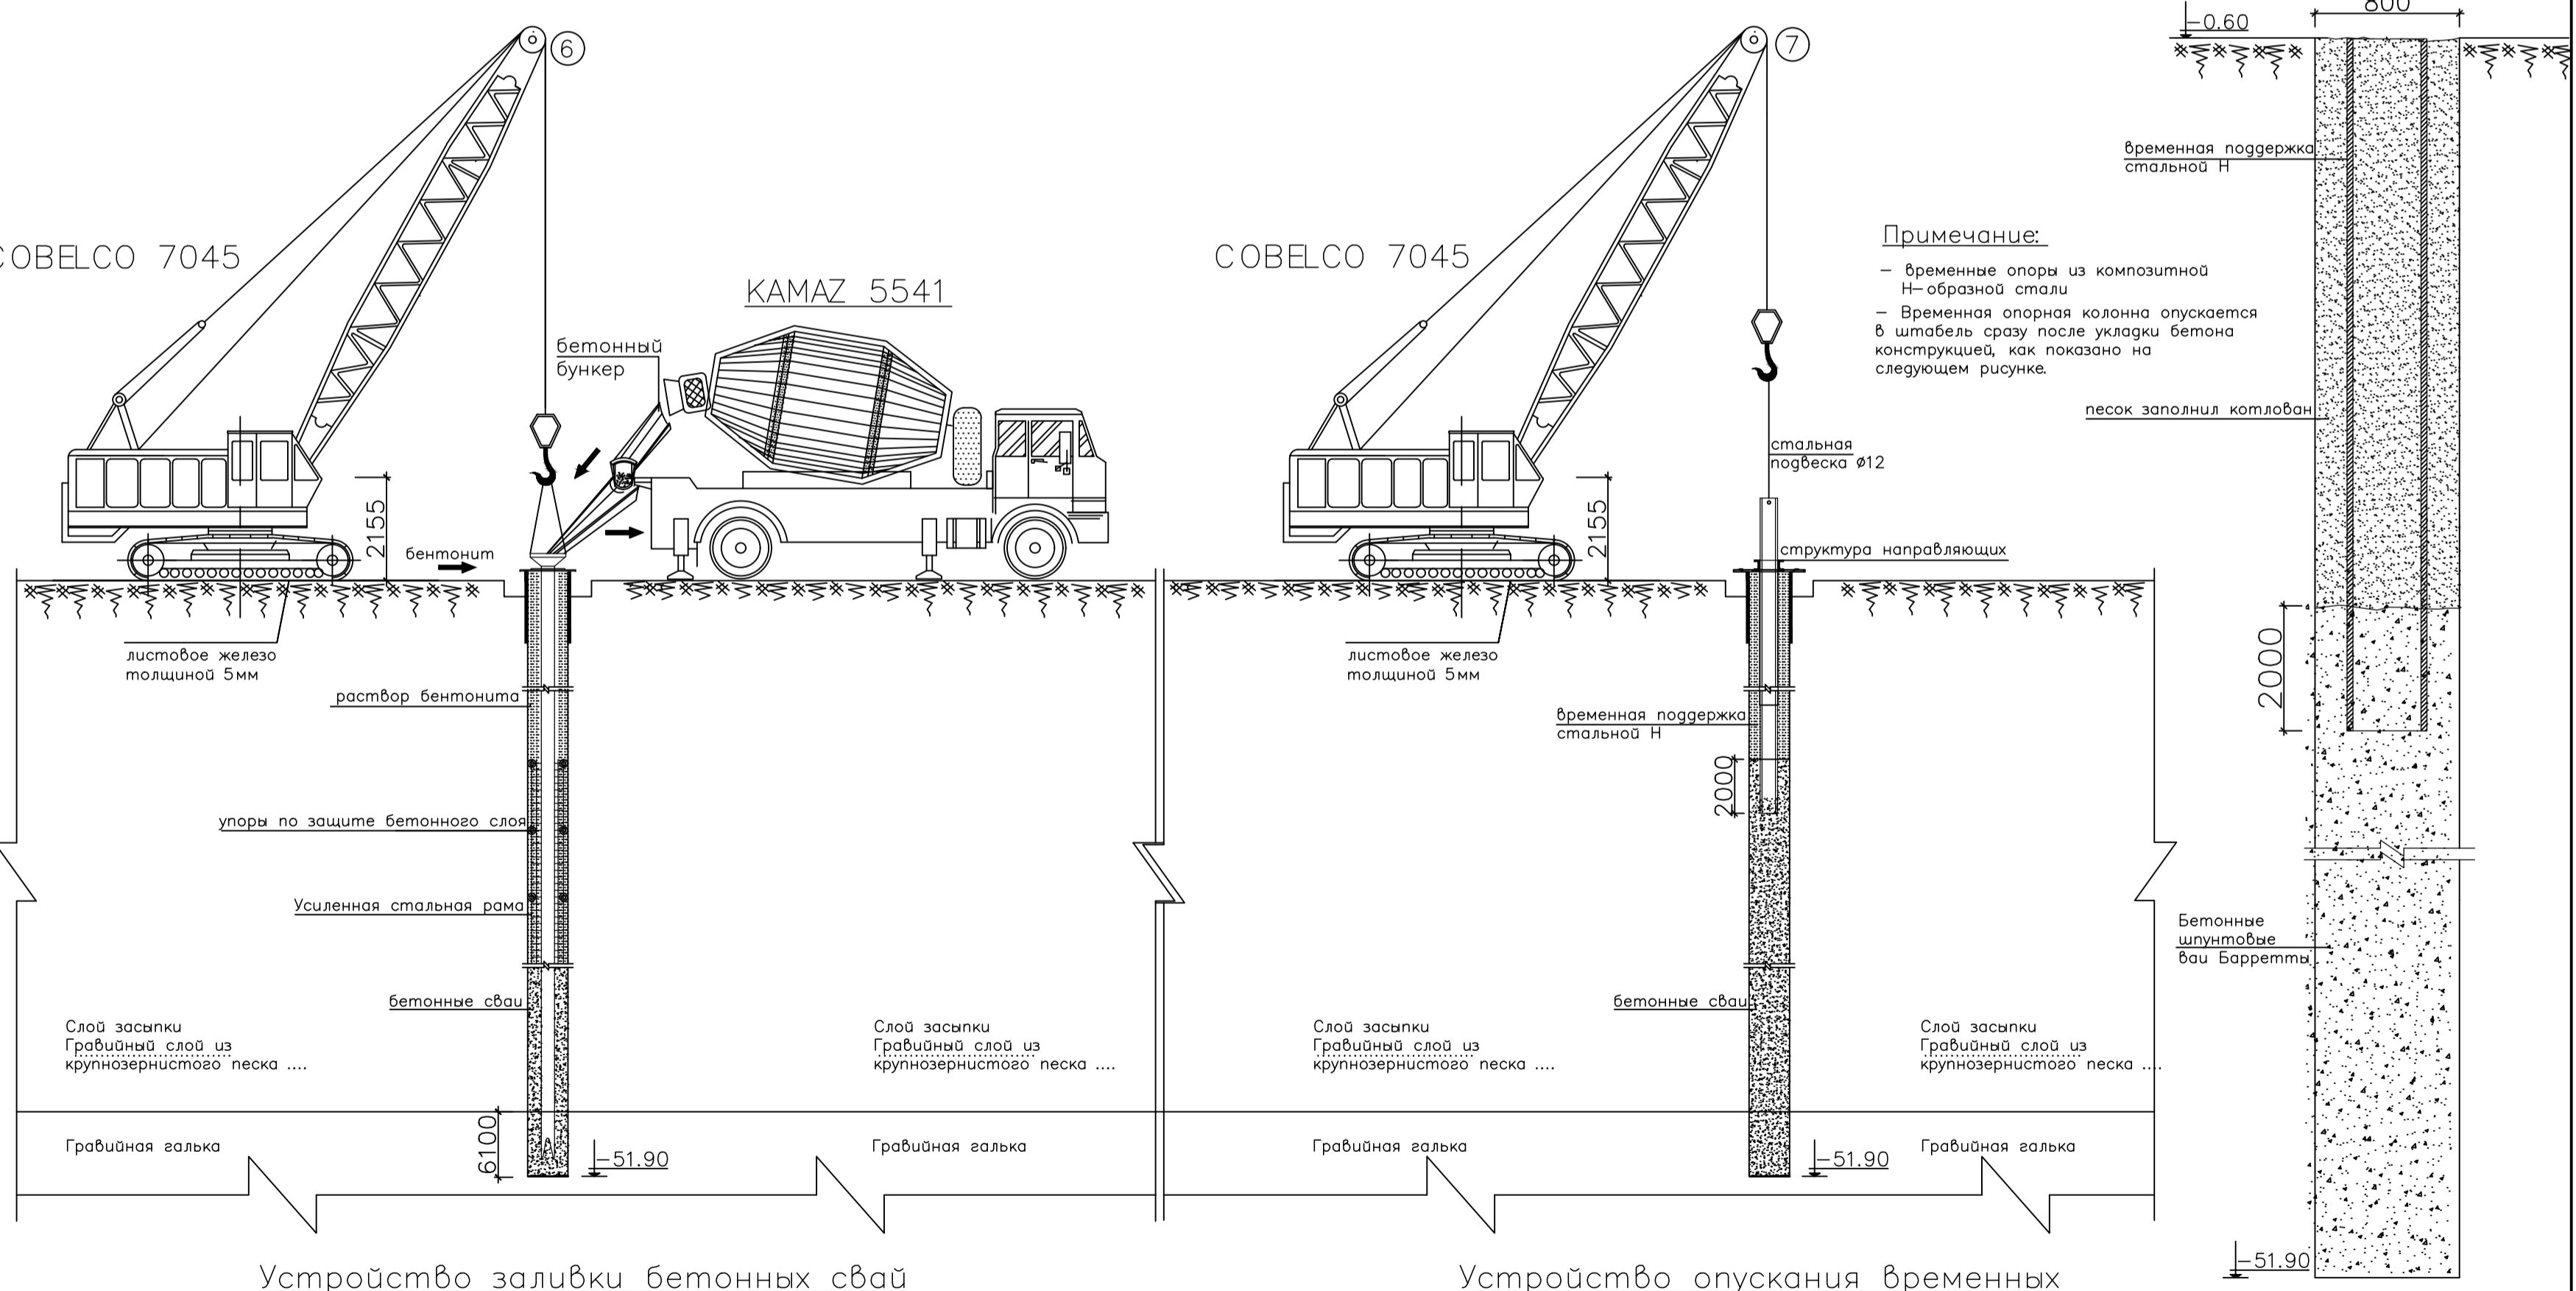 6
COBELCO 7045
KAMAZ 5541
бетонный
бункер
2155
бентонит
листовое железо
толщиной 5мм
раствор бентонита
упоры по защите бетонного слоя
Усиленная стальная рама
бетонные сваи
Слой засыпки
Гравийный слой из
крупнозернистого песка ....
Слой засыпки
Гравийный слой из
крупнозернистого песка ....
6100
Гравийная галька
-51.90
Гравийная галька
Устройство заливки бетонных свай
7
COBELCO 7045
Примечание:
- временные опоры из композитной
H-образной стали
- Временная опорная колонна опускается
в штабель сразу после укладки бетона
конструкцией, как показано на
следующем рисунке.
стальная
подвеска ø12
2155
структура направляющих
листовое железо
толщиной 5мм
временная поддержка
стальной H
2000
бетонные сваи
Слой засыпки
Гравийный слой из
крупнозернистого песка ....
Слой засыпки
Гравийный слой из
крупнозернистого песка ....
Гравийная галька
-51.90
Гравийная галька
Устройство опускания временных
800
-0.60
временная поддержка
стальной H
песок заполнил котлован
2000
Бетонные
шпунтовые
ваи Барретты
-51.90